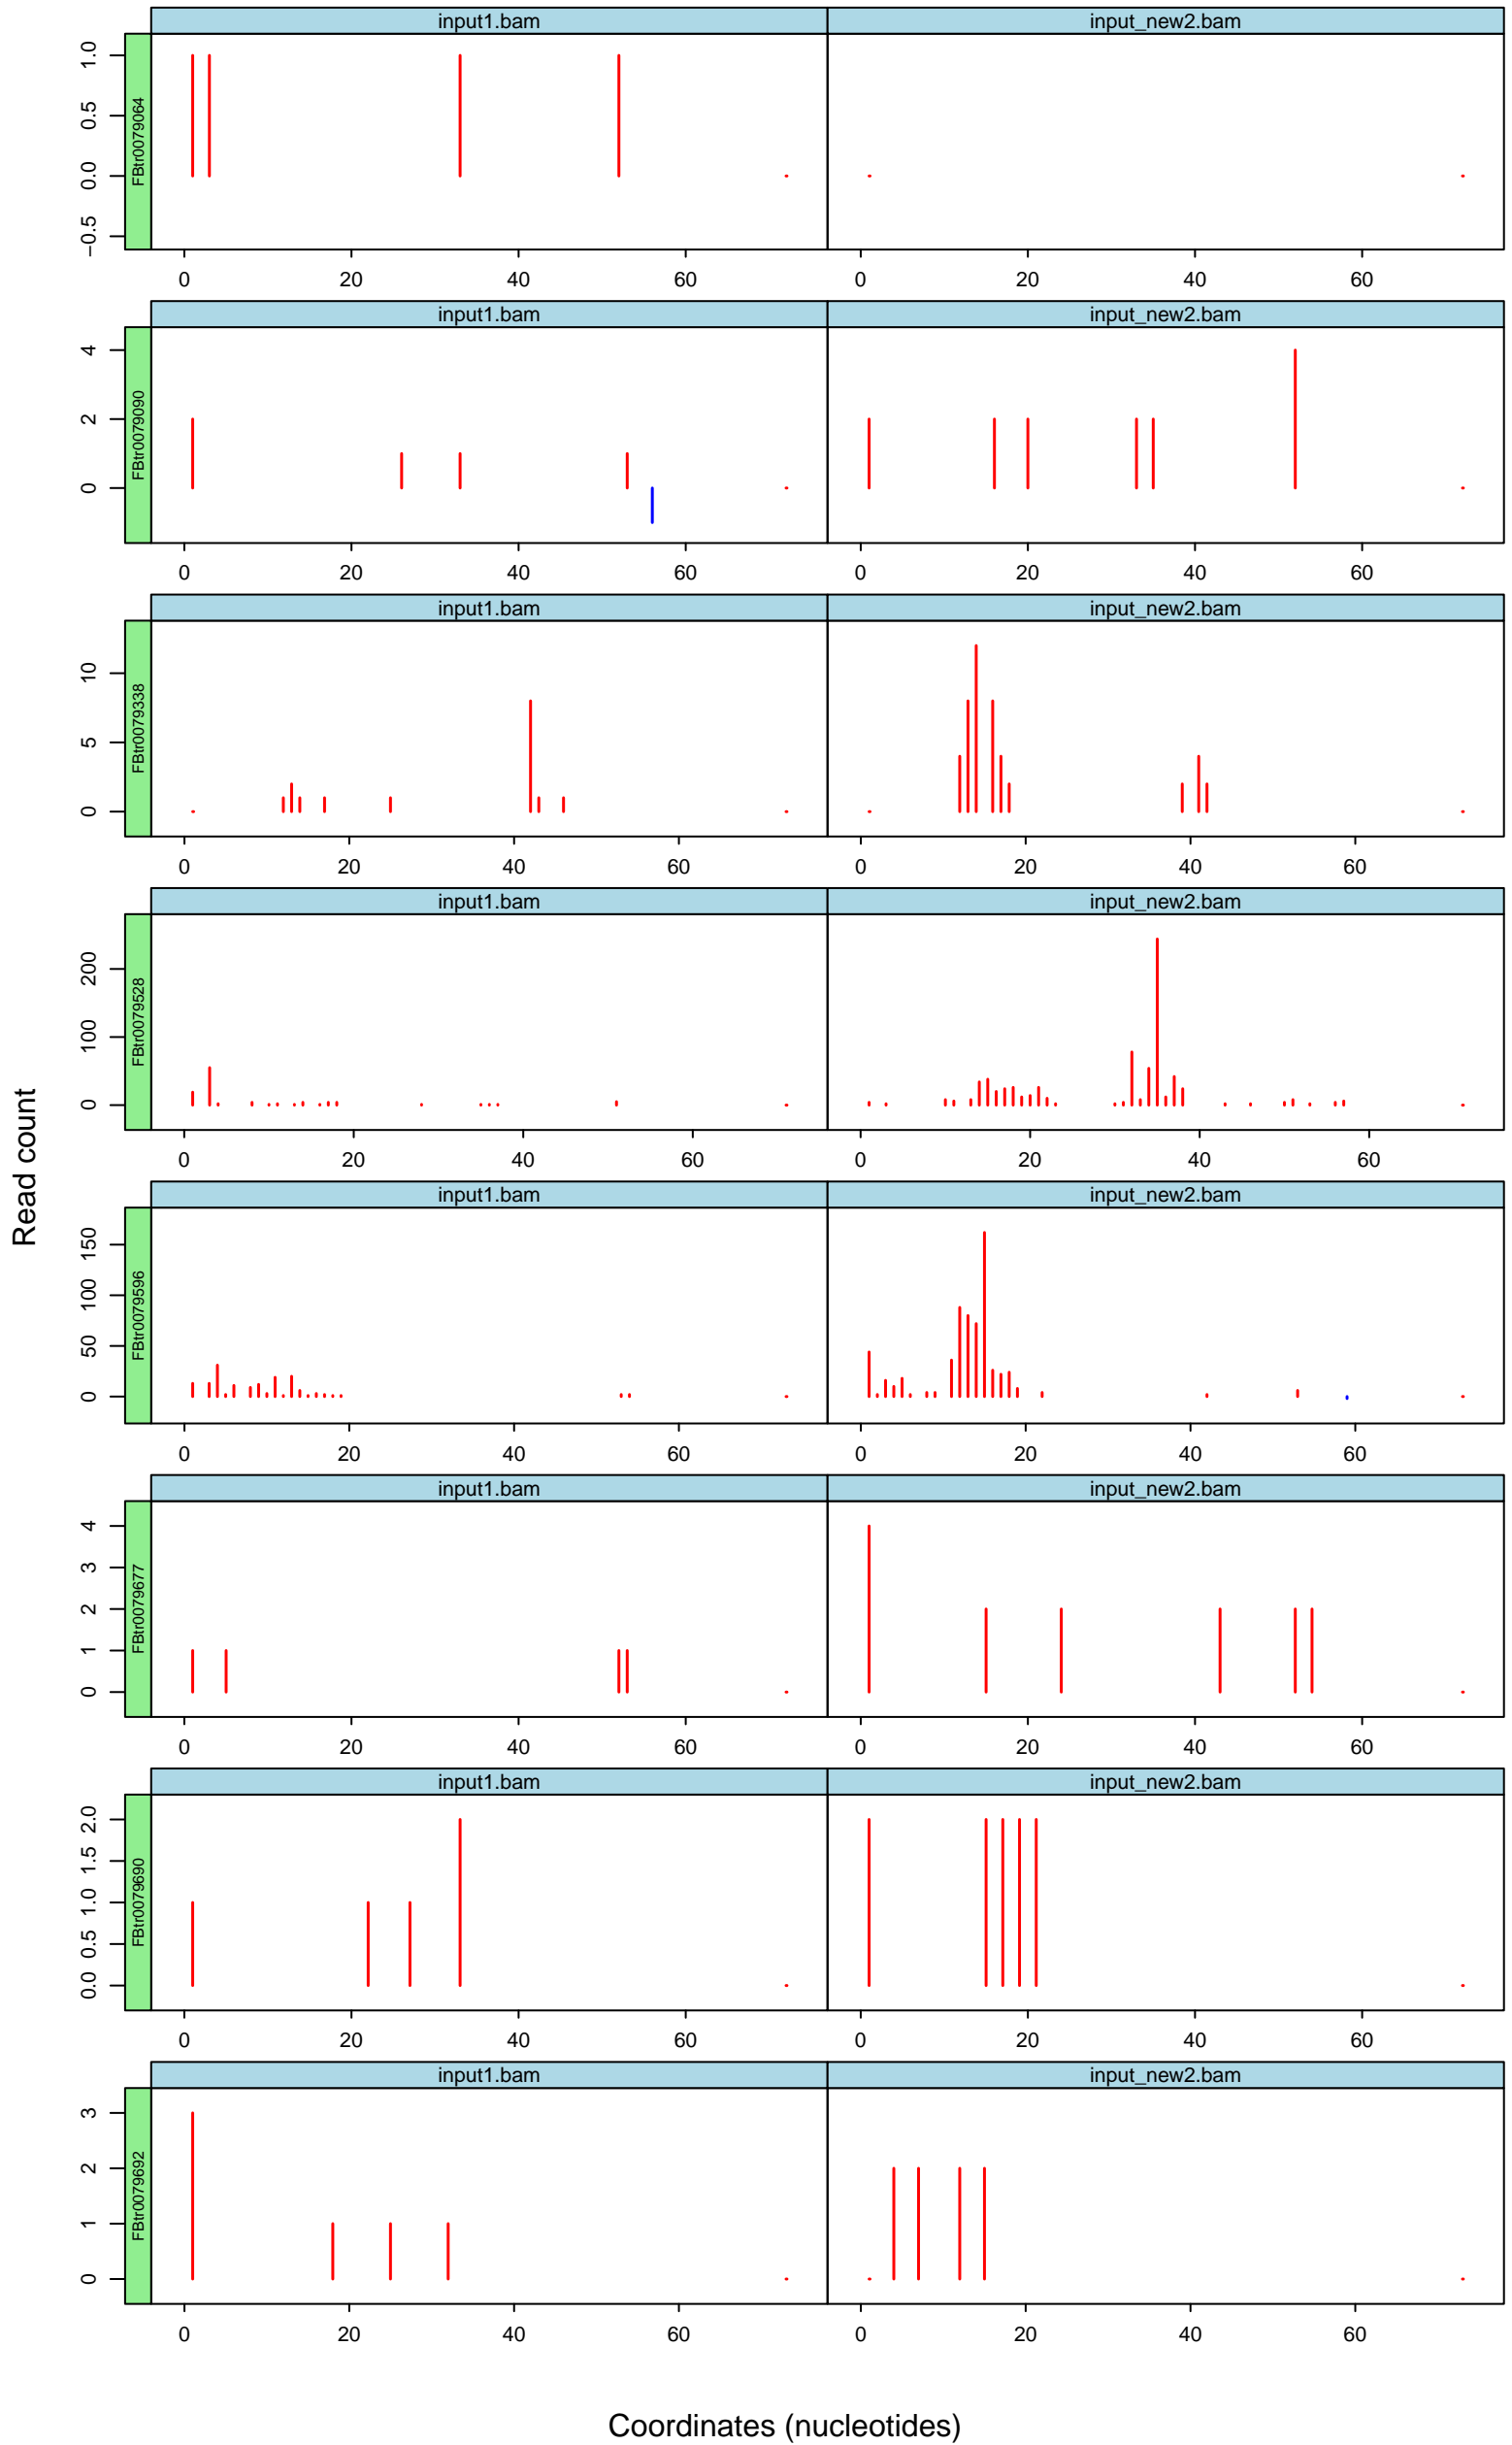 input1.bam input_new2.bam
FBtr0079064
1.0
0.5
0.0
−0.5
0 20 40 60 0 20 40 60
input1.bam input_new2.bam
FBtr0079090
4
2
0
0 20 40 60 0 20 40 60
input1.bam input_new2.bam
FBtr0079338
10
5
0
0 20 40 60 0 20 40 60
input1.bam input_new2.bam
FBtr0079528
200
100
0
0 20 40 60 0 20 40 60
Read count
input1.bam input_new2.bam
FBtr0079596
150
100
50
0
0 20 40 60 0 20 40 60
input1.bam input_new2.bam
FBtr0079677
4
3
2
1
0
0 20 40 60 0 20 40 60
input1.bam input_new2.bam
FBtr0079690
2.0
1.5
1.0
0.5
0.0
0 20 40 60 0 20 40 60
input1.bam input_new2.bam
FBtr0079692
3
2
1
0
0 20 40 60 0 20 40 60
Coordinates (nucleotides)